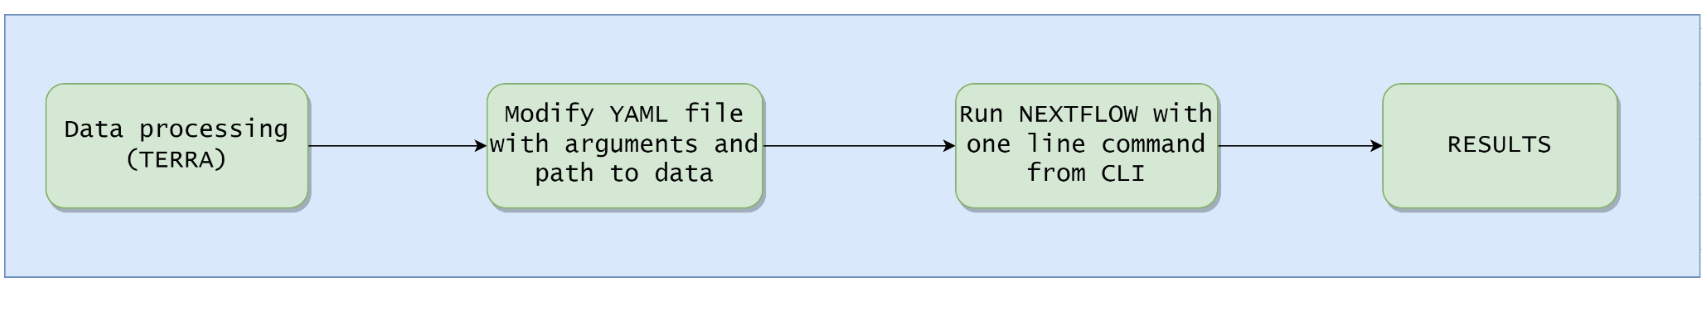 Data processing
(TERRA)
Modify YAML file
with arguments and
path to data
Run NEXTFLOW with
one line command
from CLI
RESULTS